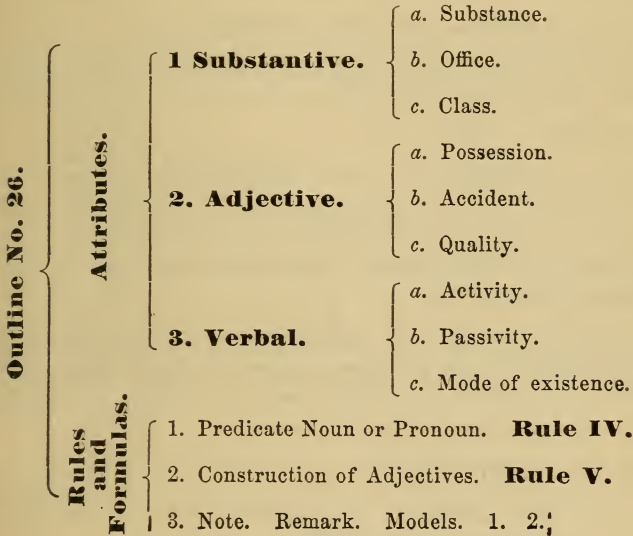 Outline No. 26.
Attributes.
1 Substantive.
a. Substance.
b. Office.
c. Class.
2. Adjective.
a. Possession.
b. Accident.
c. Quality.
3. Verbal.
a. Activity.
b. Passivity.
c. Mode of existence.
Rules
and
Formulas.
1. Predicate Noun or Pronoun. Rule IV.
2. Construction of Adjectives. Rule V.
3. Note. Remark. Models. 1. 2.